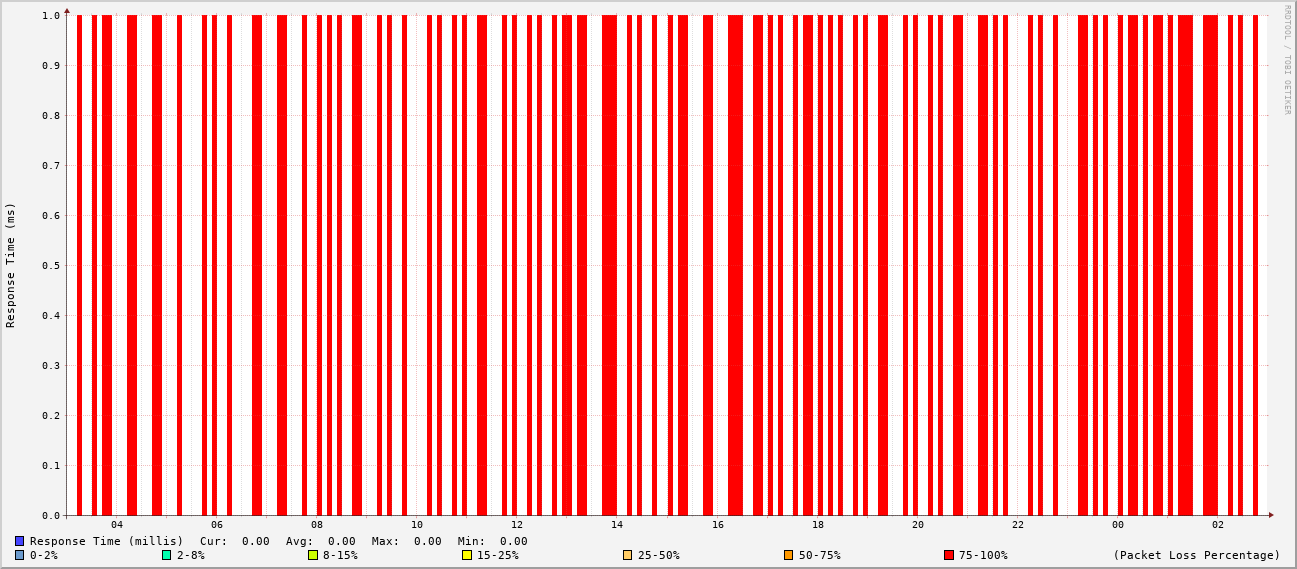 RRDTOOL / TOBI OETIKER
Response Time (ms)
1.0
0.9
0.8
0.7
0.6
0.5
0.4
0.3
0.2
0.1
0.0
04 06 08 10 12 14 16 18 20 22 00 02
Response Time (millis) Cur: 0.00 Avg: 0.00 Max: 0.00 Min: 0.00
0-2% 2-8% 8-15% 15-25% 25-50% 50-75% 75-100% (Packet Loss Percentage)